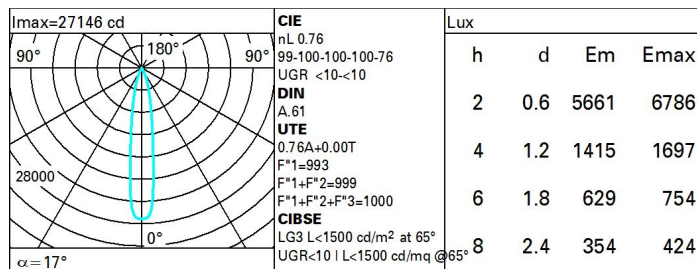 Imax=27146 cd
90°
180°
90°
28000
0°
α=17°
CIE
nL 0.76
99-100-100-100-76
UGR <10-<10
DIN
A.61
UTE
0.76A+0.00T
F"1=993
F"1+F"2=999
F"1+F"2+F"3=1000
CIBSE
LG3 L<1500 cd/m² at 65°
UGR<10 | L<1500 cd/mq @65°
Lux
h d Em Emax
2 0.6 5661 6786
4 1.2 1415 1697
6 1.8 629 754
8 2.4 354 424